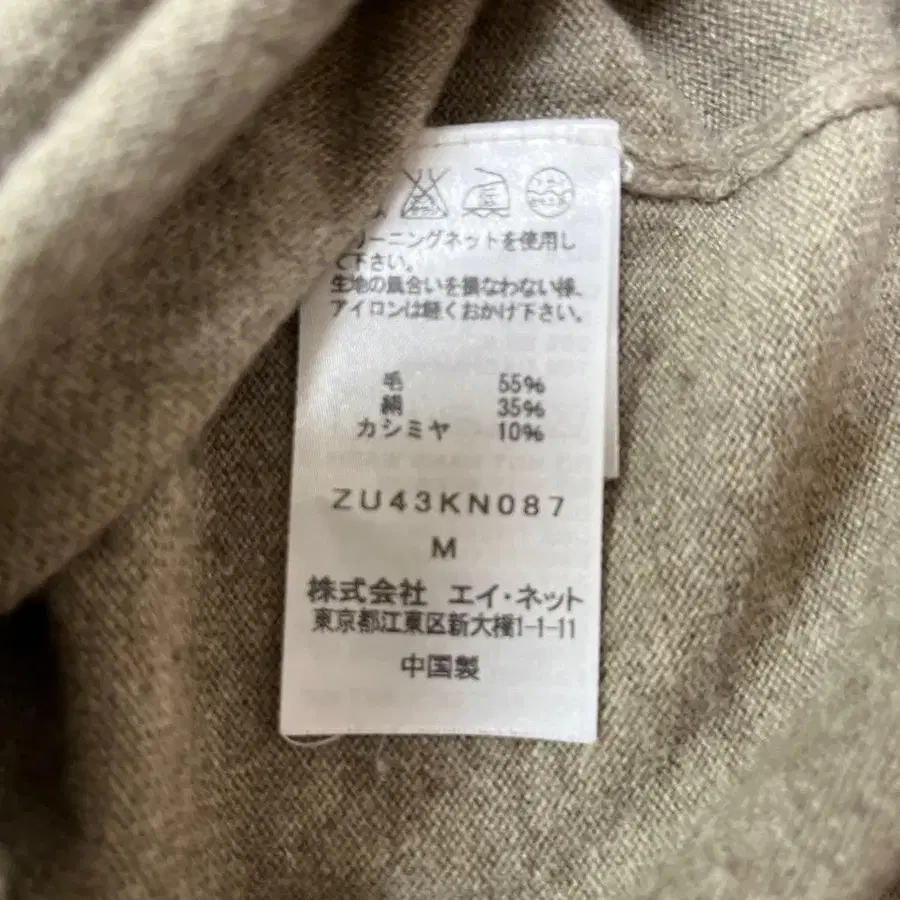 リーニングネットを使用し
て下さい。
生地の風合いを損なわない様、
アイロンは軽くおかけ下さい。
毛 55%
絹 35%
カシミヤ 10%
ZU43KN087
M
株式会社 エイ・ネット
東京都江東区新大橋1-1-11
中国製